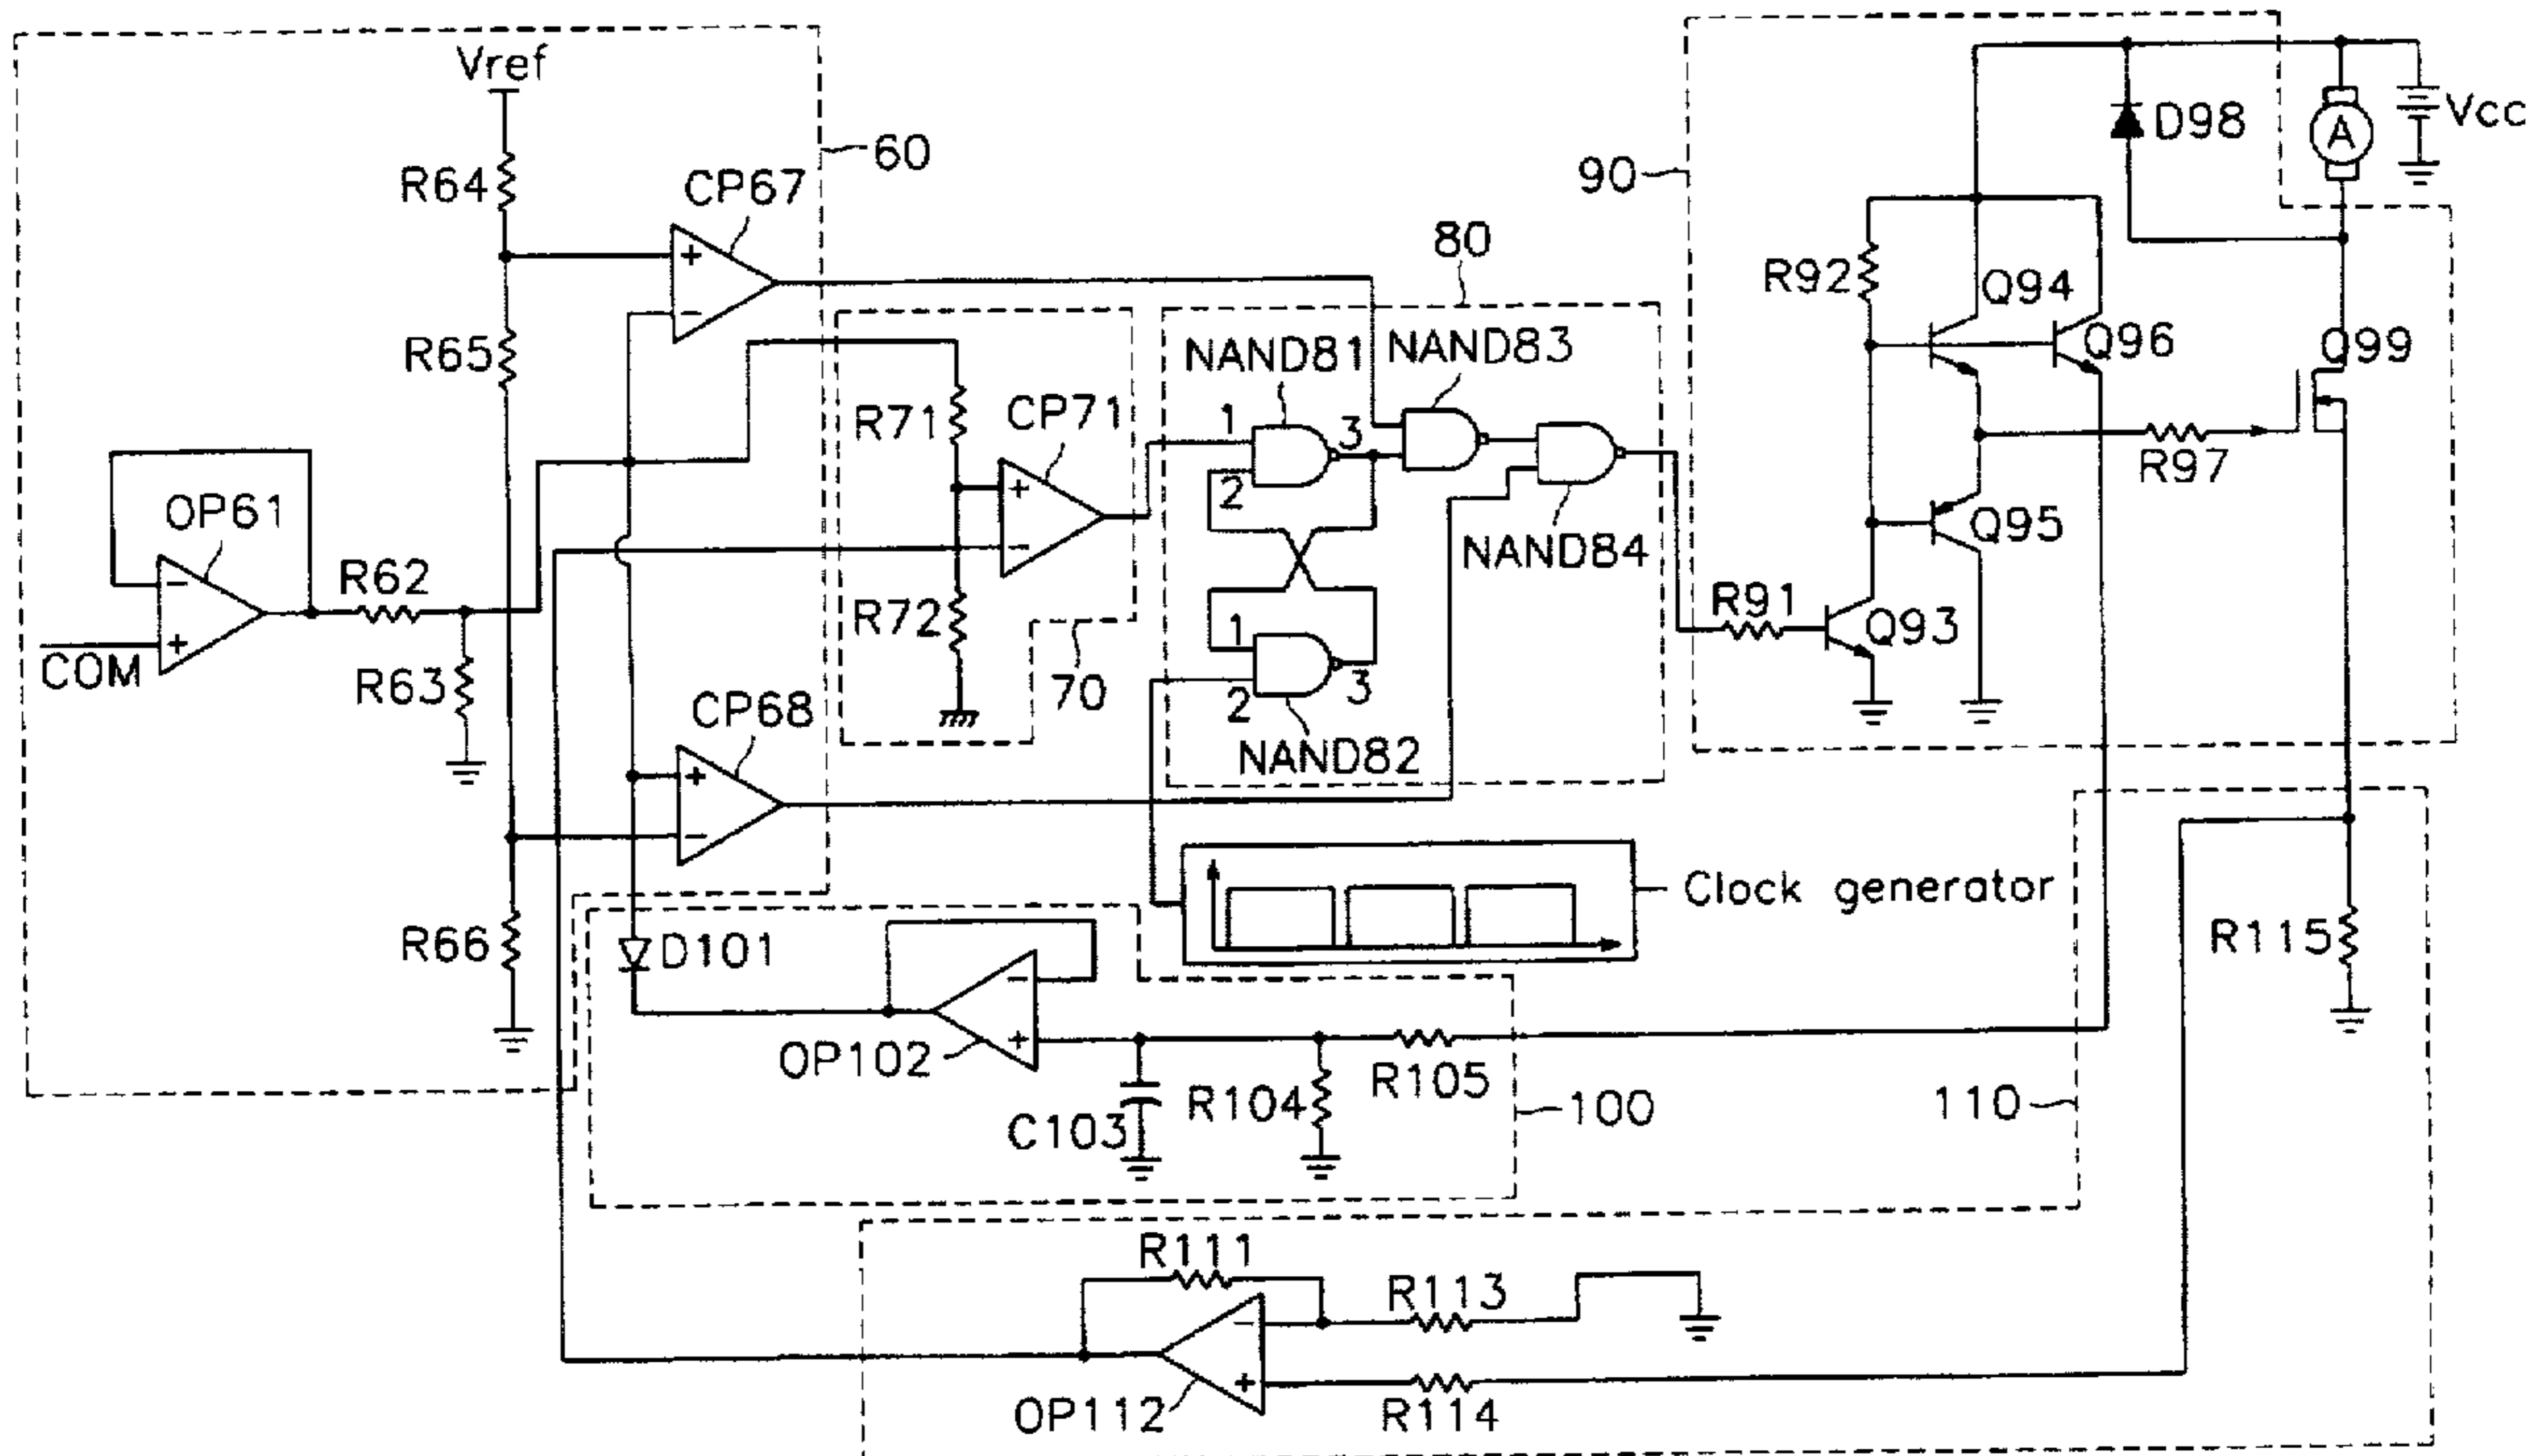 Vref
60
R64
CP67
90
D98
A
Vcc
80
R92
Q94
Q96
Q99
R65
NAND81
NAND83
R71
CP71
1
3
2
R97
OP61
NAND84
Q95
R62
COM
R63
R72
70
1
2
3
NAND82
R91
Q93
CP68
Clock generator
R66
D101
R115
OP102
C103
R104
R105
100
110
R111
R113
OP112
R114
+
-
+
-
-
+
+
-
+
-
-
+
-
+